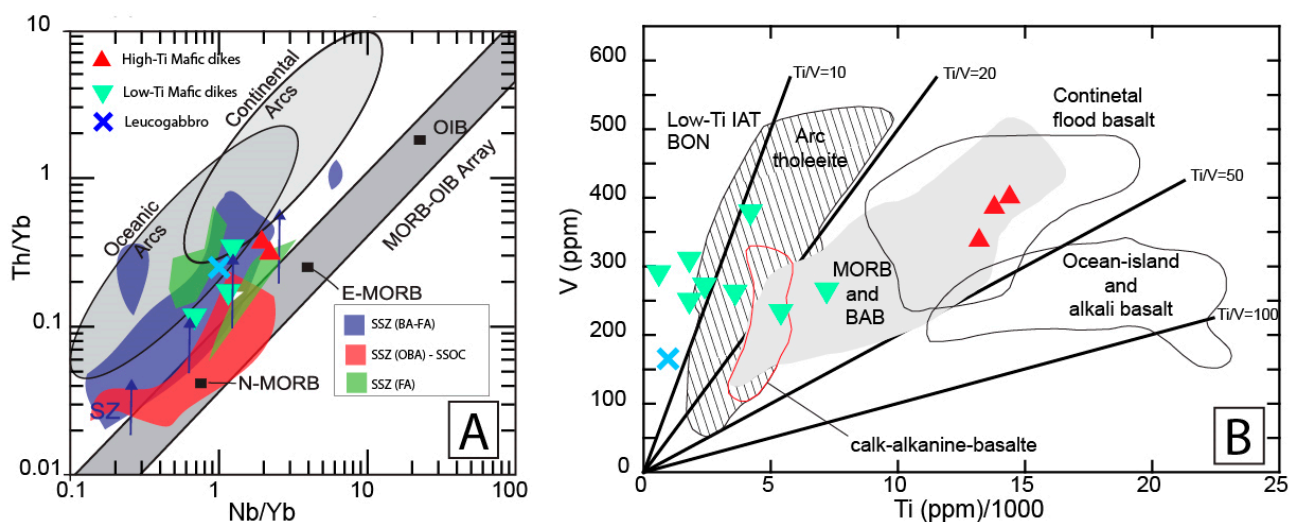 10
1
0.1
0.01
Th/Yb
0.1
1
10
100
Nb/Yb
High-Ti Mafic dikes
Low-Ti Mafic dikes
Leucogabbro
Continental
Arcs
Oceanic
Arcs
OIB
MORB-OIB Array
E-MORB
N-MORB
SZ
SSZ (BA-FA)
SSZ (OBA) - SSOC
SSZ (FA)
A
600
500
400
300
200
100
0
V (ppm)
0
5
10
15
20
25
Ti (ppm)/1000
Ti/V=10
Ti/V=20
Ti/V=50
Ti/V=100
Low-Ti IAT
BON
Arc
tholeeite
Continetal
flood basalt
MORB
and
BAB
Ocean-island
and
alkali basalt
calk-alkanine-basalte
B